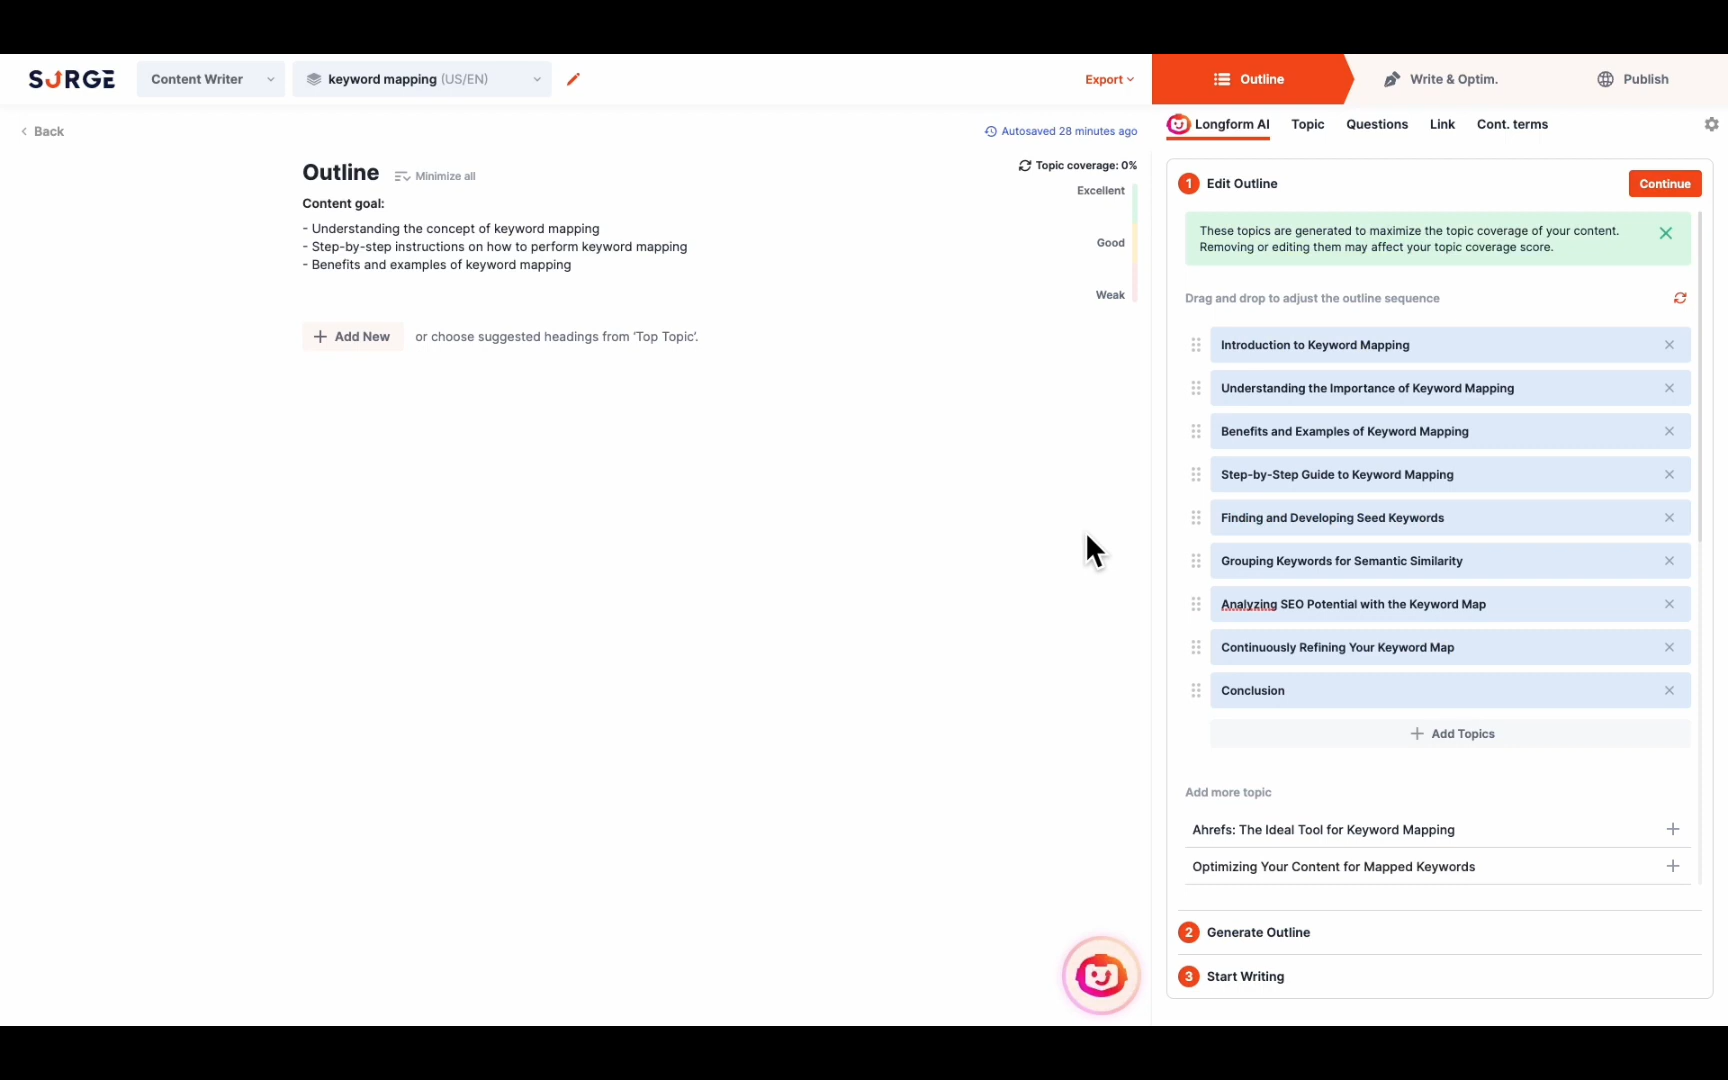 SURGE
Content Writer
keyword mapping (US/EN)
Export
Outline
Write & Optim.
Publish
Back
Autosaved 28 minutes ago
Longform AI
Topic
Questions
Link
Cont. terms
Outline
Minimize all
Topic coverage: 0%
Excellent
Good
Weak
Content goal:
- Understanding the concept of keyword mapping
- Step-by-step instructions on how to perform keyword mapping
- Benefits and examples of keyword mapping
+ Add New
or choose suggested headings from 'Top Topic'.
1 Edit Outline
Continue
These topics are generated to maximize the topic coverage of your content.
Removing or editing them may affect your topic coverage score.
Drag and drop to adjust the outline sequence
Introduction to Keyword Mapping
Understanding the Importance of Keyword Mapping
Benefits and Examples of Keyword Mapping
Step-by-Step Guide to Keyword Mapping
Finding and Developing Seed Keywords
Grouping Keywords for Semantic Similarity
Analyzing SEO Potential with the Keyword Map
Continuously Refining Your Keyword Map
Conclusion
+ Add Topics
Add more topic
Ahrefs: The Ideal Tool for Keyword Mapping
Optimizing Your Content for Mapped Keywords
2 Generate Outline
3 Start Writing